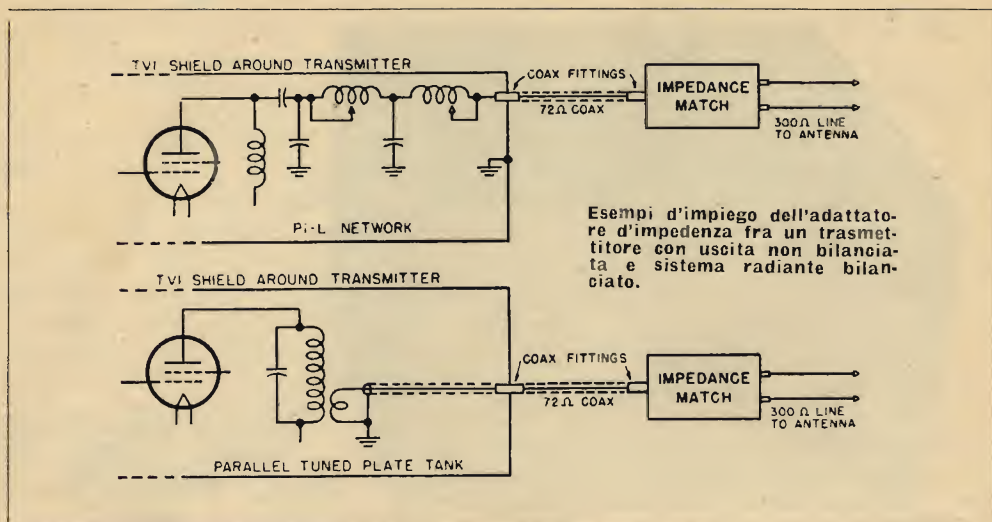 TVI SHIELD AROUND TRANSMITTER
COAX FITTINGS
72Ω COAX
IMPEDANCE
MATCH
300Ω LINE
TO ANTENNA
Pi-L NETWORK
Esempi d'impiego dell'adattato-
re d'impedenza fra un trasmet-
titore con uscita non bilancia-
ta e sistema radiante bilan-
ciato.
TVI SHIELD AROUND TRANSMITTER
COAX FITTINGS
72Ω COAX
IMPEDANCE
MATCH
300 Ω LINE
TO ANTENNA
PARALLEL TUNED PLATE TANK